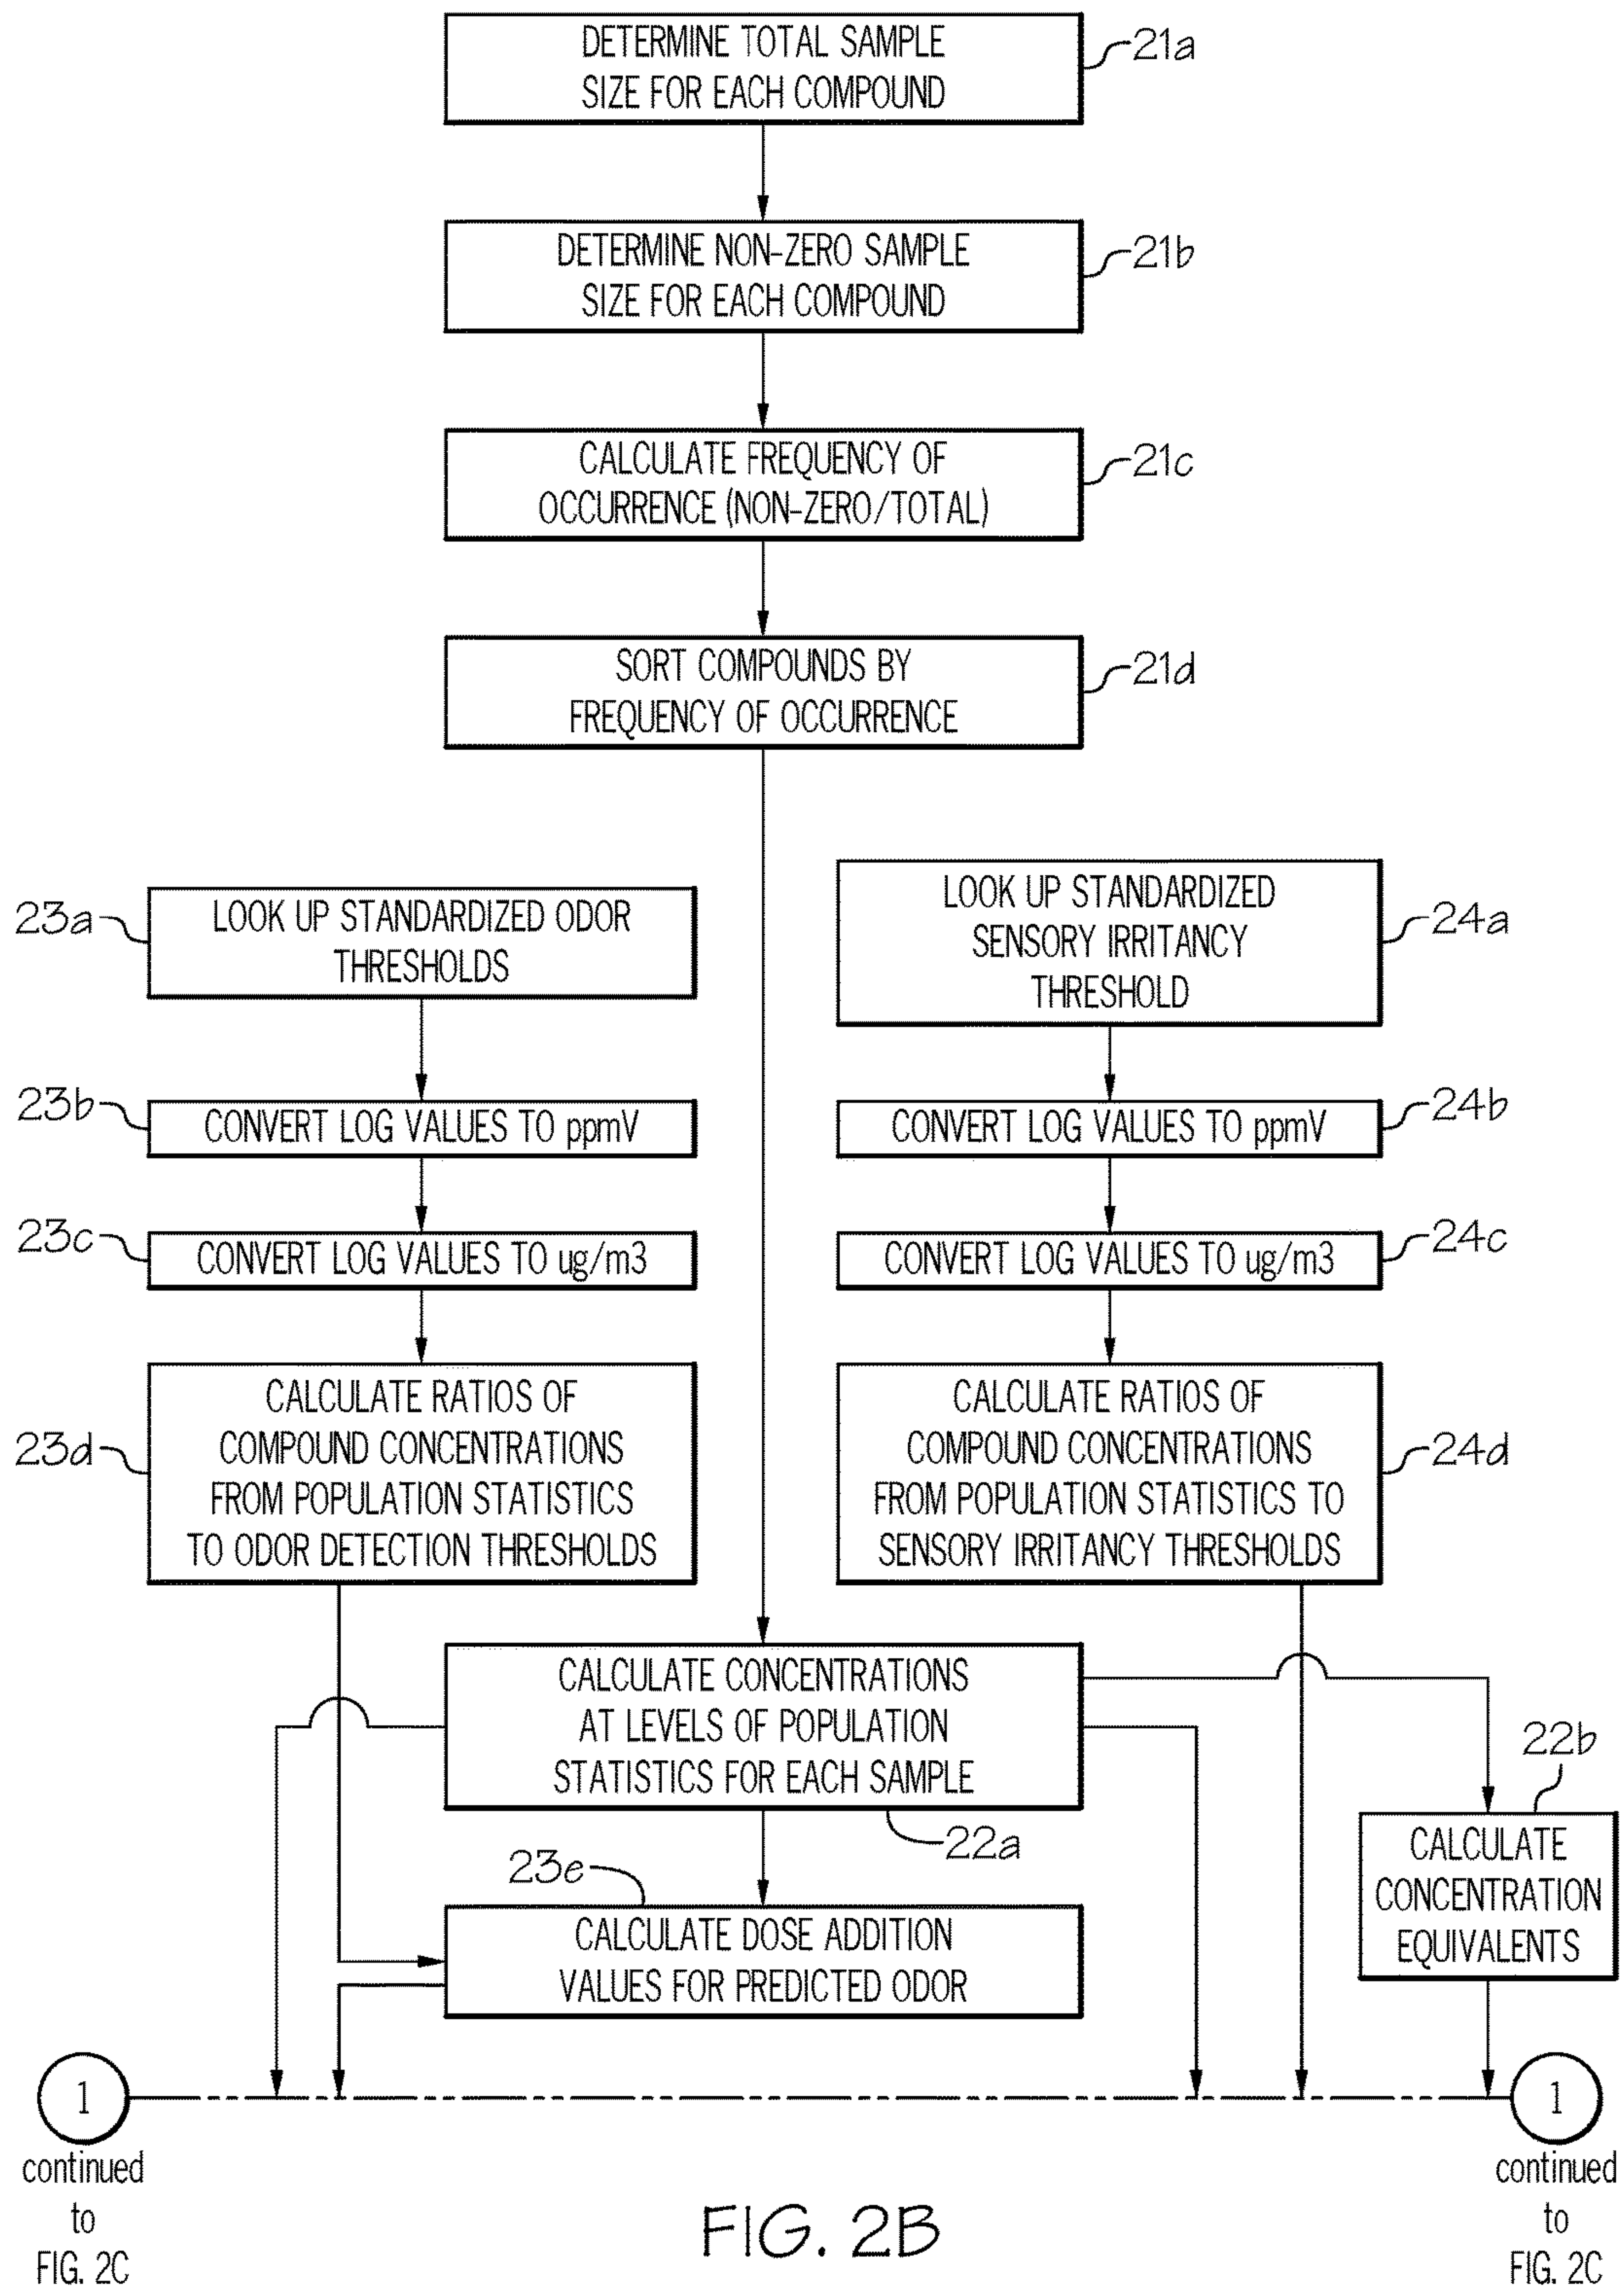 DETERMINE TOTAL SAMPLE
SIZE FOR EACH COMPOUND
21a
DETERMINE NON-ZERO SAMPLE
SIZE FOR EACH COMPOUND
21b
CALCULATE FREQUENCY OF
OCCURRENCE (NON-ZERO/TOTAL)
21c
SORT COMPOUNDS BY
FREQUENCY OF OCCURRENCE
21d
23a
LOOK UP STANDARDIZED ODOR
THRESHOLDS
LOOK UP STANDARDIZED
SENSORY IRRITANCY
THRESHOLD
24a
23b
CONVERT LOG VALUES TO ppmV
CONVERT LOG VALUES TO ppmV
24b
23c
CONVERT LOG VALUES TO ug/m3
CONVERT LOG VALUES TO ug/m3
24c
23d
CALCULATE RATIOS OF
COMPOUND CONCENTRATIONS
FROM POPULATION STATISTICS
TO ODOR DETECTION THRESHOLDS
CALCULATE RATIOS OF
COMPOUND CONCENTRATIONS
FROM POPULATION STATISTICS TO
SENSORY IRRITANCY THRESHOLDS
24d
CALCULATE CONCENTRATIONS
AT LEVELS OF POPULATION
STATISTICS FOR EACH SAMPLE
22a
22b
CALCULATE
CONCENTRATION
EQUIVALENTS
23e
CALCULATE DOSE ADDITION
VALUES FOR PREDICTED ODOR
1
continued
to
FIG. 2C
1
continued
to
FIG. 2C
FIG. 2B